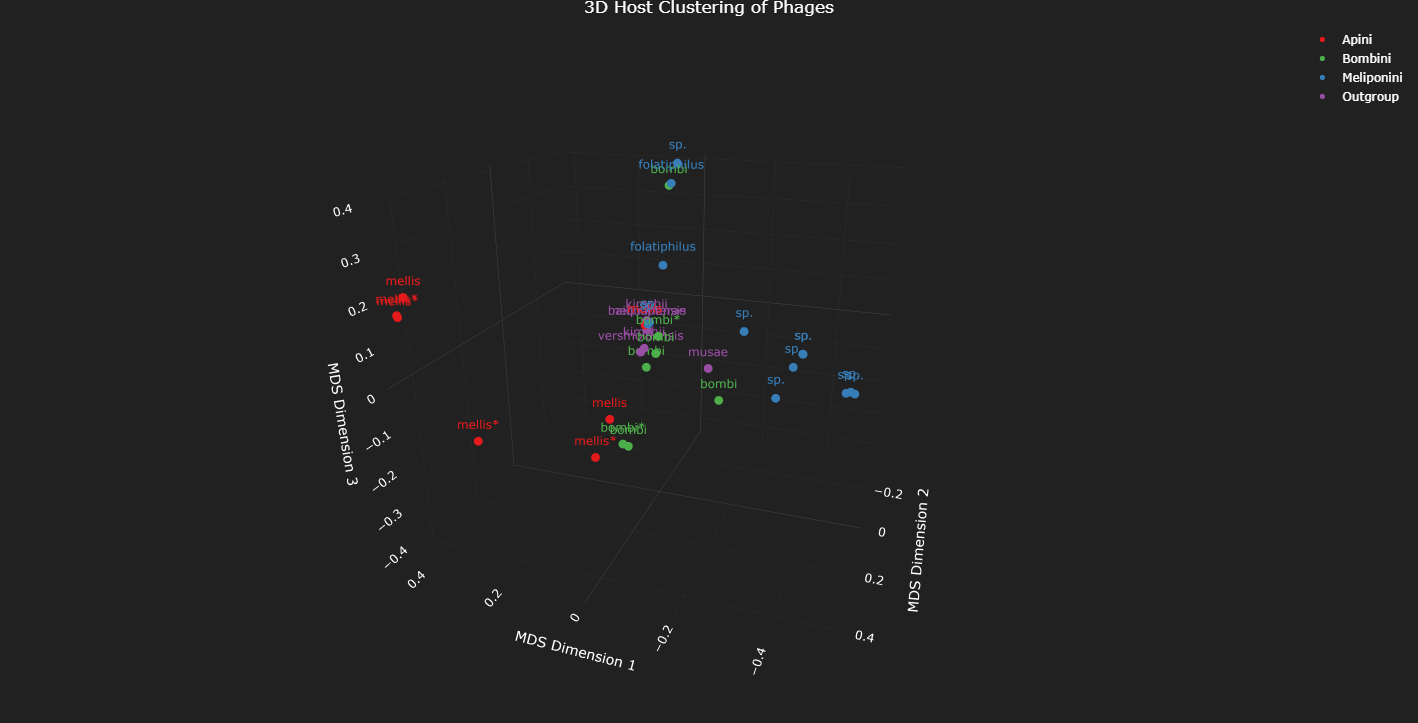 3D Host Clustering of Phages
Apini
Bombini
Meliponini
Outgroup
sp.
folatiphilus
bombi
folatiphilus
mellis
mellis*
kimchii
bombi*
bombi
kimchii
bombi
musae
bombi
sp.
sp.
sp.
sp.
sp.
mellis
bombi*
bombi
mellis*
mellis*
0.4
0.3
0.2
0.1
0
−0.1
−0.2
−0.3
−0.4
MDS Dimension 3
0.4
0.2
0
−0.2
−0.4
MDS Dimension 1
−0.2
0
0.2
0.4
MDS Dimension 2